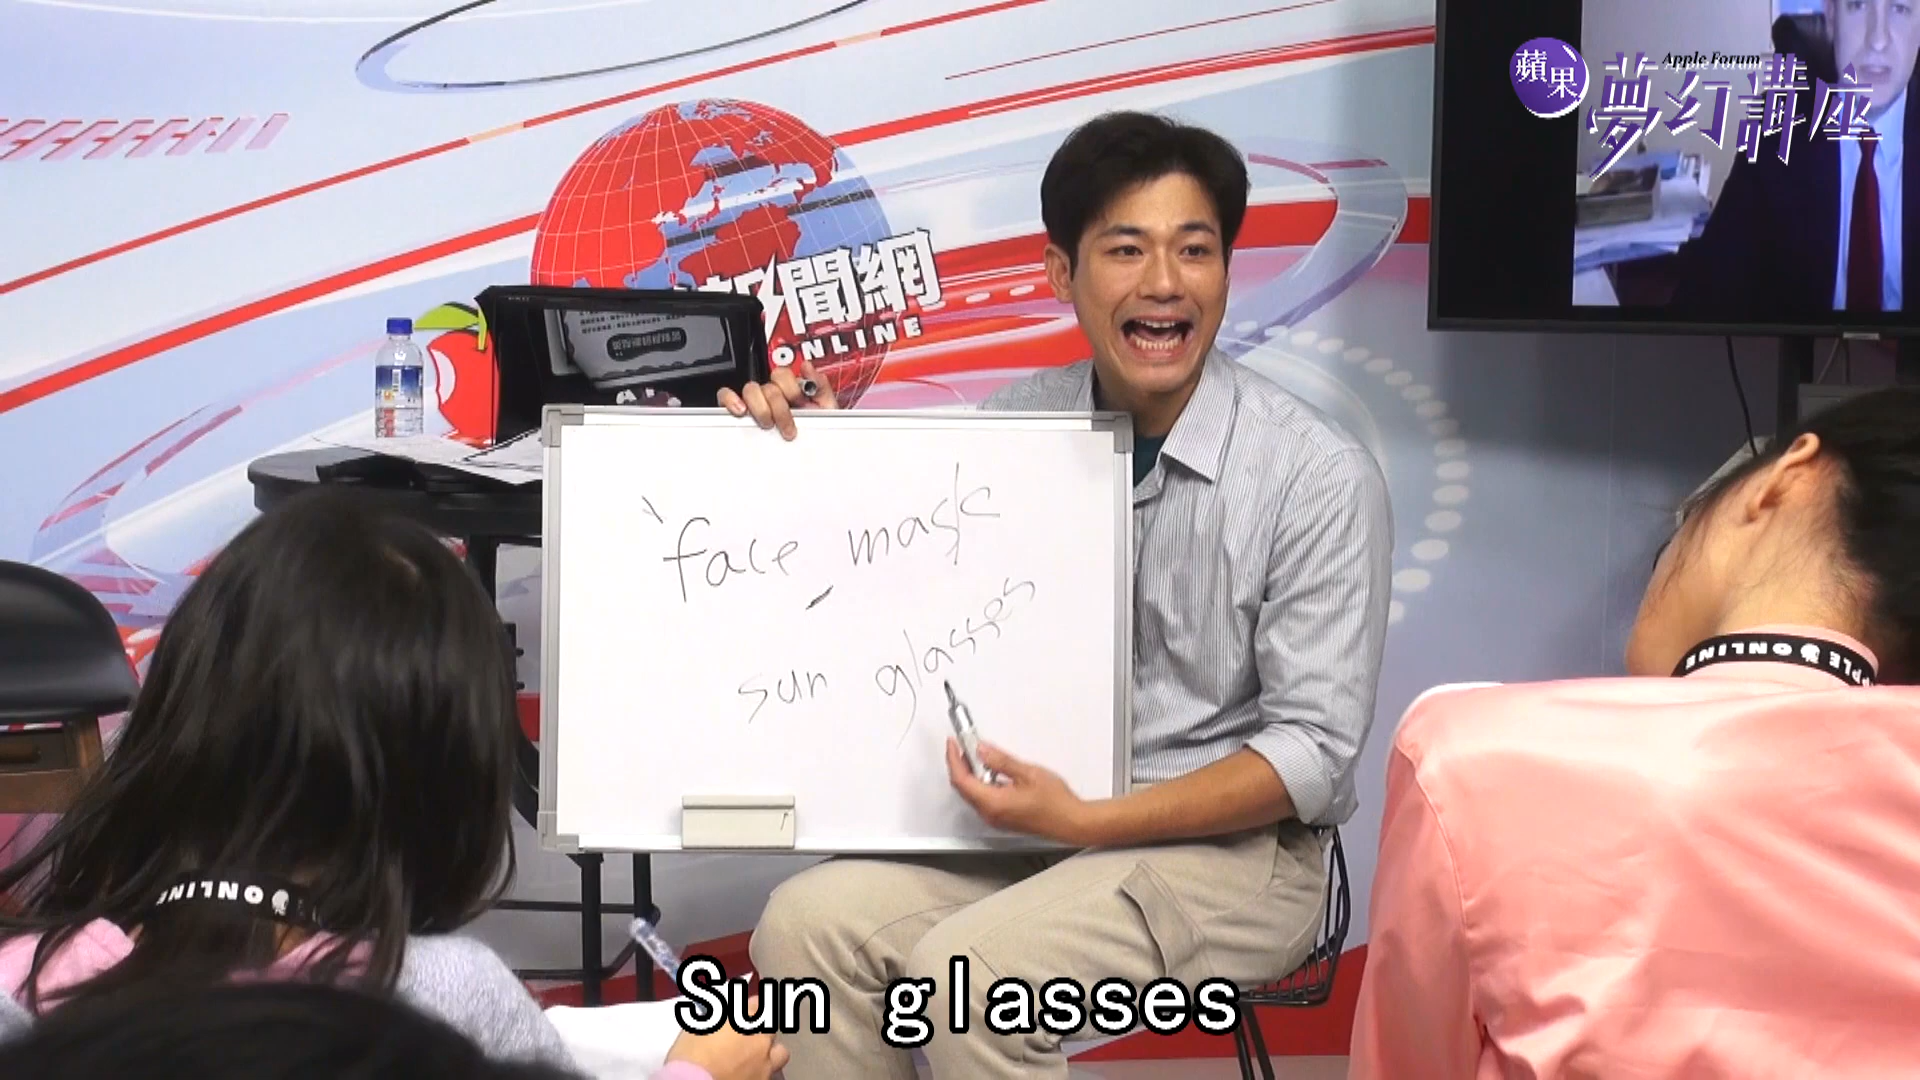 蘋果
Apple Forum
夢幻講座
新聞網
ONLINE
face mask
sun glasses
ONLINE
APPLE ONLINE
Sun glasses